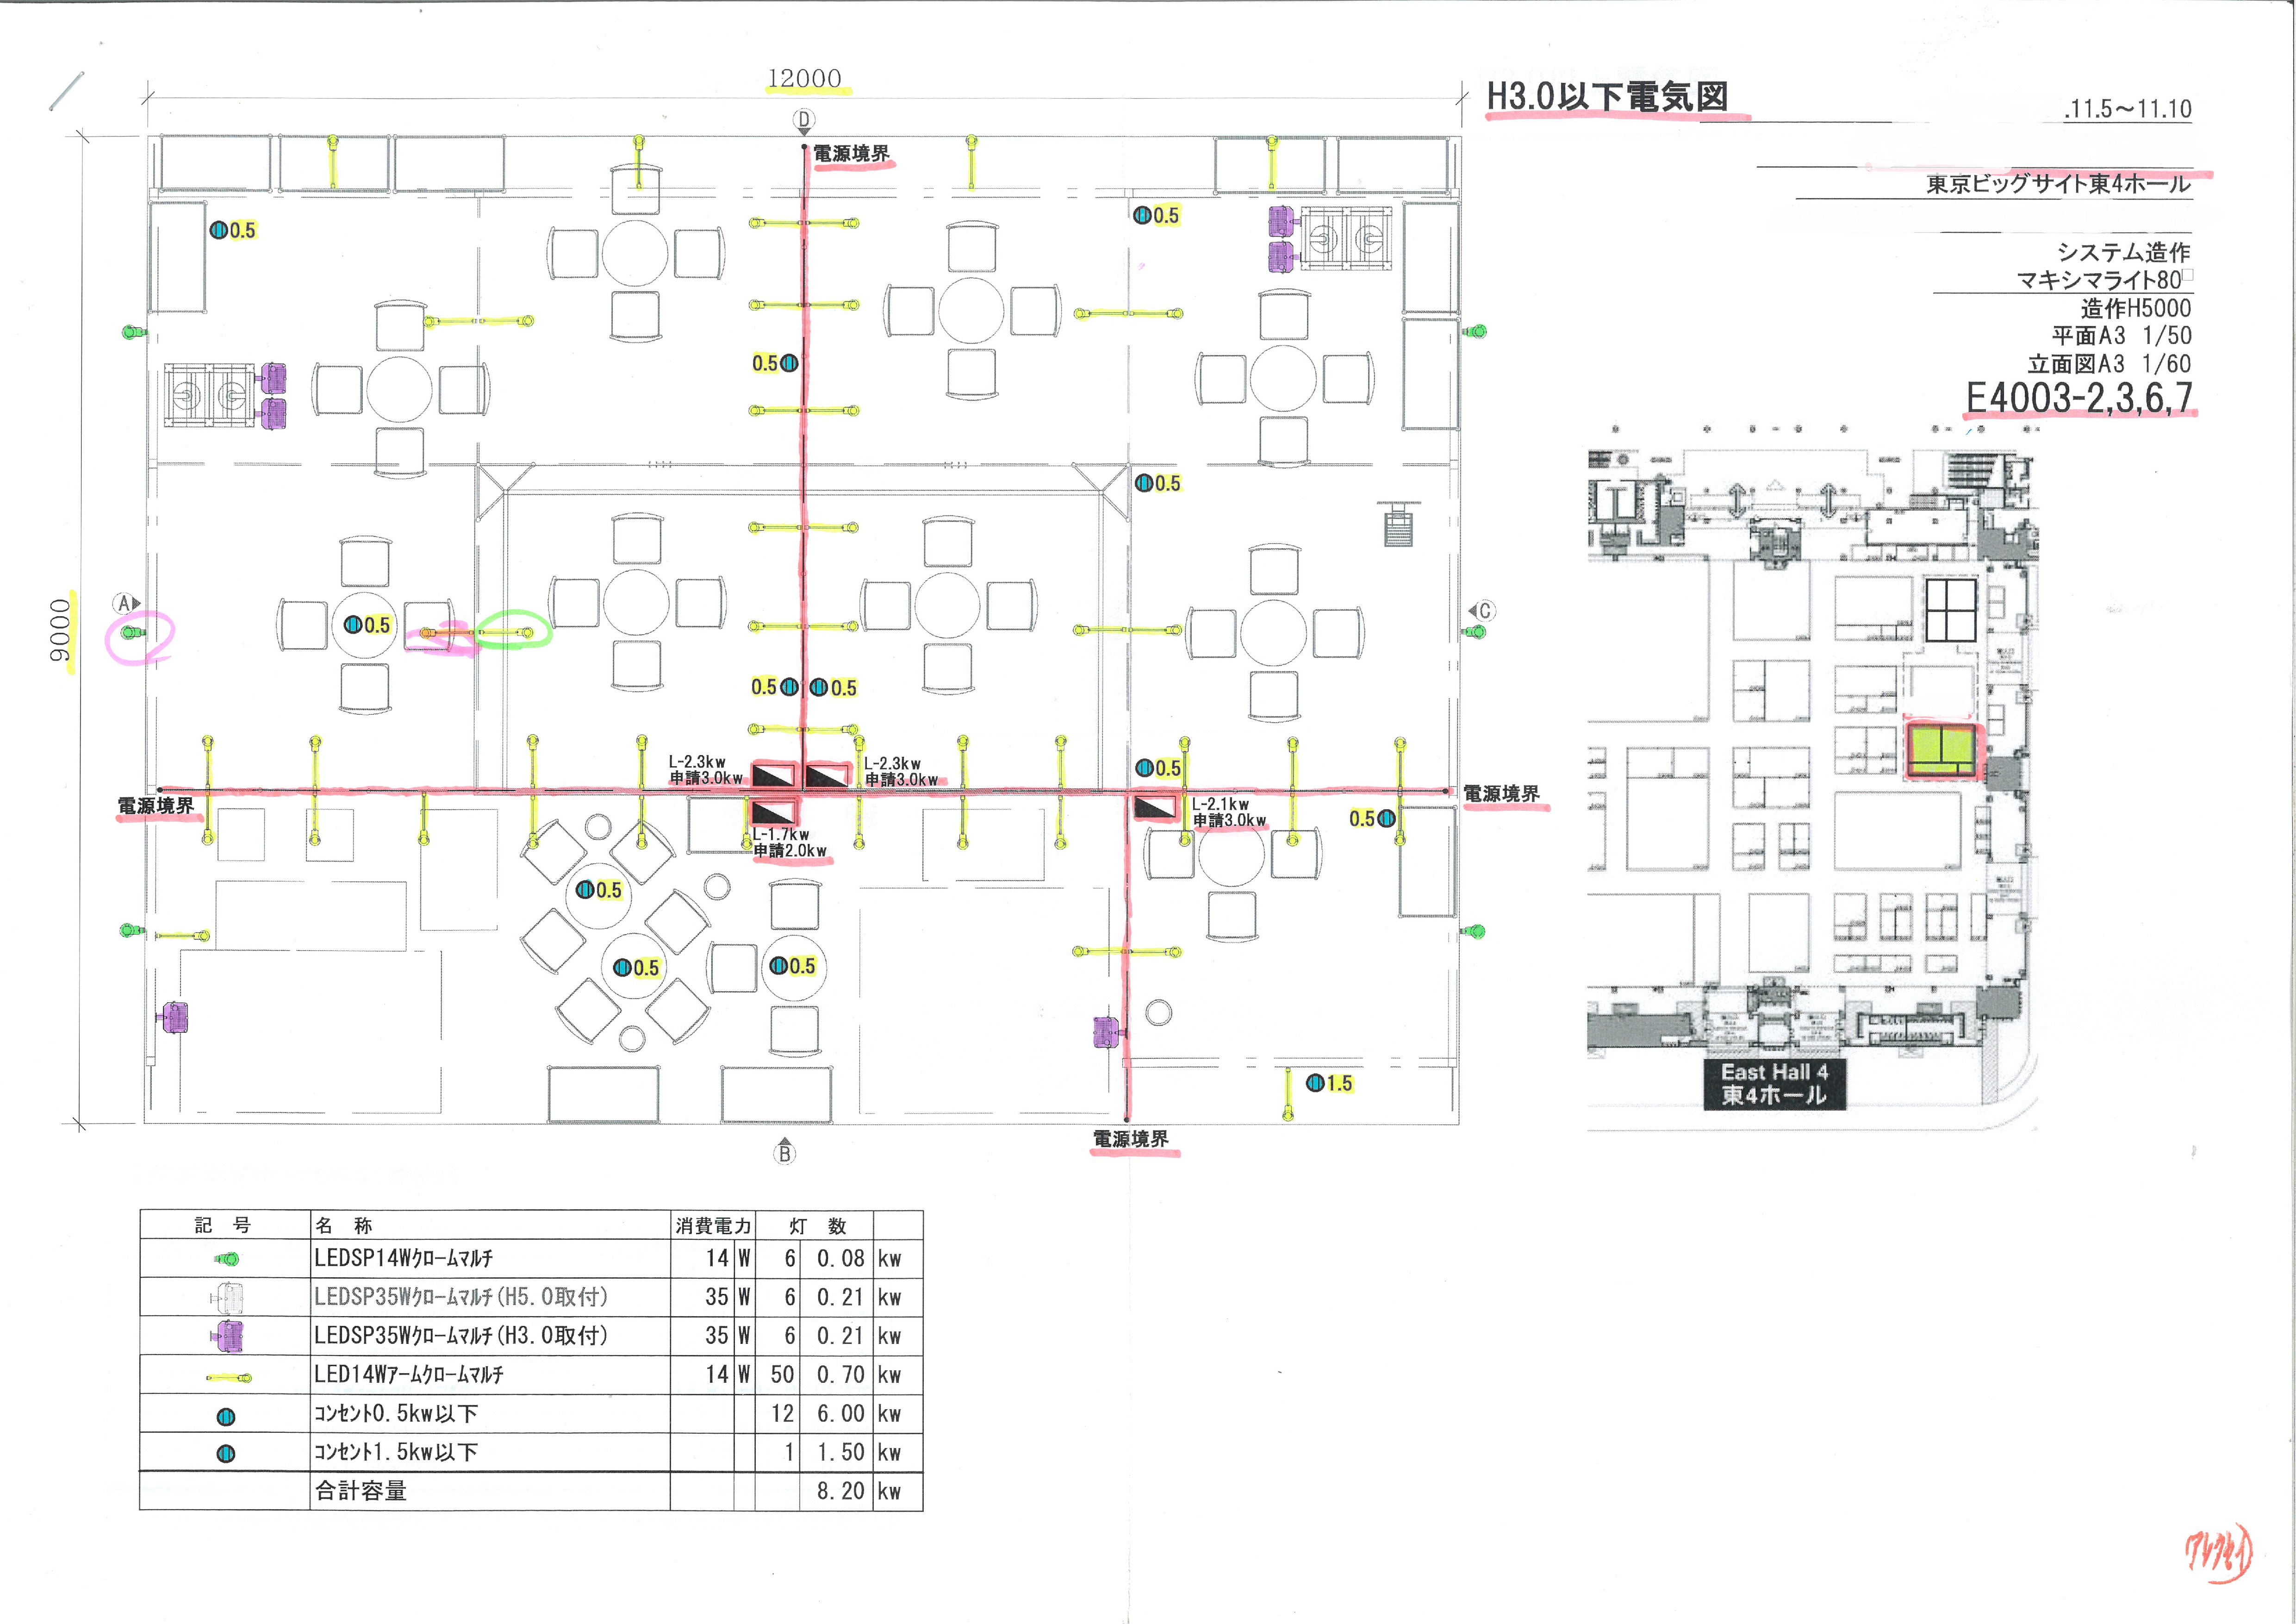 12000
H3.0以下電気図
.11.5～11.10
東京ビッグサイト東4ホール
システム造作
マキシマライト80□
造作H5000
平面A3 1/50
立面図A3 1/60
E4003-2,3,6,7
D
電源境界
0.5
0.5
0.5
0.5
A
C
9000
0.5
0.5
0.5
L-2.3kw
申請3.0kw
L-2.3kw
申請3.0kw
0.5
電源境界
電源境界
L-1.7kw
申請2.0kw
L-2.1kw
申請3.0kw
0.5
0.5
0.5
0.5
1.5
電源境界
B
East Hall 4
東4ホール
記 号 名 称 消費電力 灯 数
LEDSP14Wｸﾛｰﾑﾏﾙﾁ 14 W 6 0.08 kw
LEDSP35Wｸﾛｰﾑﾏﾙﾁ(H5.0取付) 35 W 6 0.21 kw
LEDSP35Wｸﾛｰﾑﾏﾙﾁ(H3.0取付) 35 W 6 0.21 kw
LED14Wｱｰﾑｸﾛｰﾑﾏﾙﾁ 14 W 50 0.70 kw
ｺﾝｾﾝﾄ0.5kw以下 12 6.00 kw
ｺﾝｾﾝﾄ1.5kw以下 1 1.50 kw
合計容量 8.20 kw